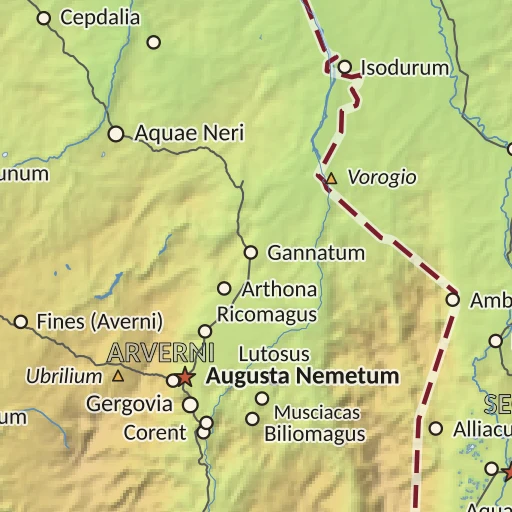 Cepdalia
Isodurum
Aquae Neri
unum
Vorogio
Gannatum
Arthona
Amb
Ricomagus
Fines (Averni)
ARVERNI
Lutosus
Ubrilium
Augusta Nemetum
Gergovia
SE
um
Musciacas
Corent
Biliomagus
Alliacu
Aqua